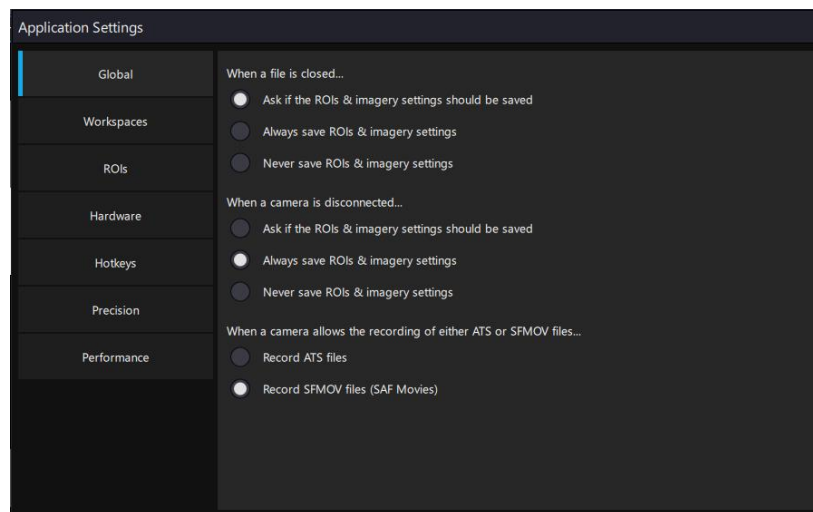 Application Settings
Global
Workspaces
ROIs
Hardware
Hotkeys
Precision
Performance
When a file is closed...
Ask if the ROIs & imagery settings should be saved
Always save ROIs & imagery settings
Never save ROIs & imagery settings
When a camera is disconnected...
Ask if the ROIs & imagery settings should be saved
Always save ROIs & imagery settings
Never save ROIs & imagery settings
When a camera allows the recording of either ATS or SFMOV files...
Record ATS files
Record SFMOV files (SAF Movies)